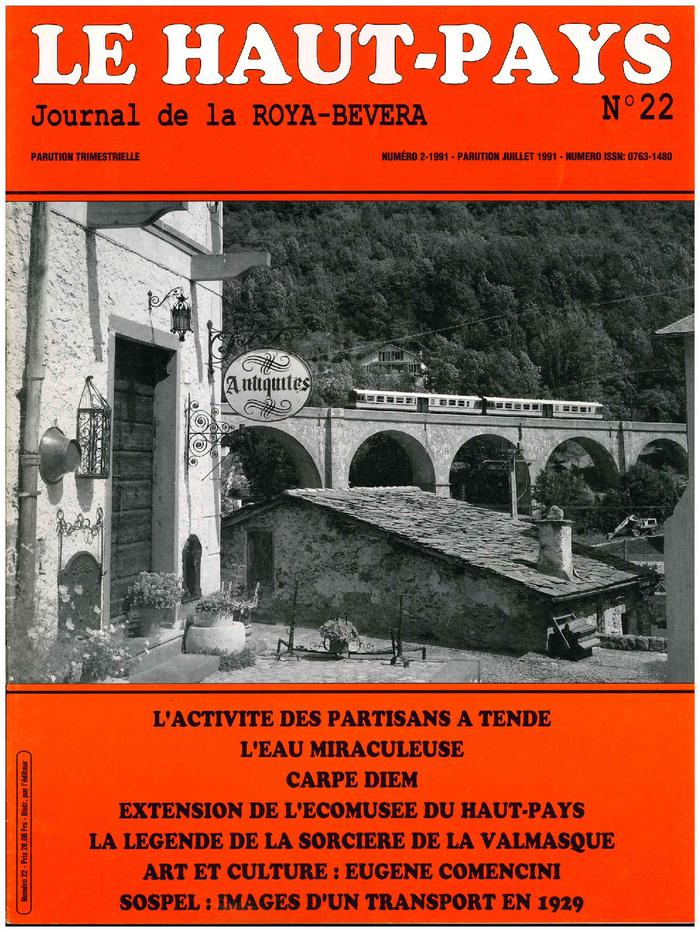 LE HAUT-PAYS
Journal de la ROYA-BEVERA
N° 22
PARUTION TRIMESTRIELLE
NUMÉRO 2-1991 - PARUTION JUILLET 1991 - NUMERO ISSN: 0763-1480
Antiquites
L'ACTIVITE DES PARTISANS A TENDE
L'EAU MIRACULEUSE
CARPE DIEM
EXTENSION DE L'ECOMUSEE DU HAUT-PAYS
LA LEGENDE DE LA SORCIERE DE LA VALMASQUE
ART ET CULTURE : EUGENE COMENCINI
SOSPEL : IMAGES D'UN TRANSPORT EN 1929
Numéro 22 - Prix 20,00 Frs - Distr. par l'éditeur